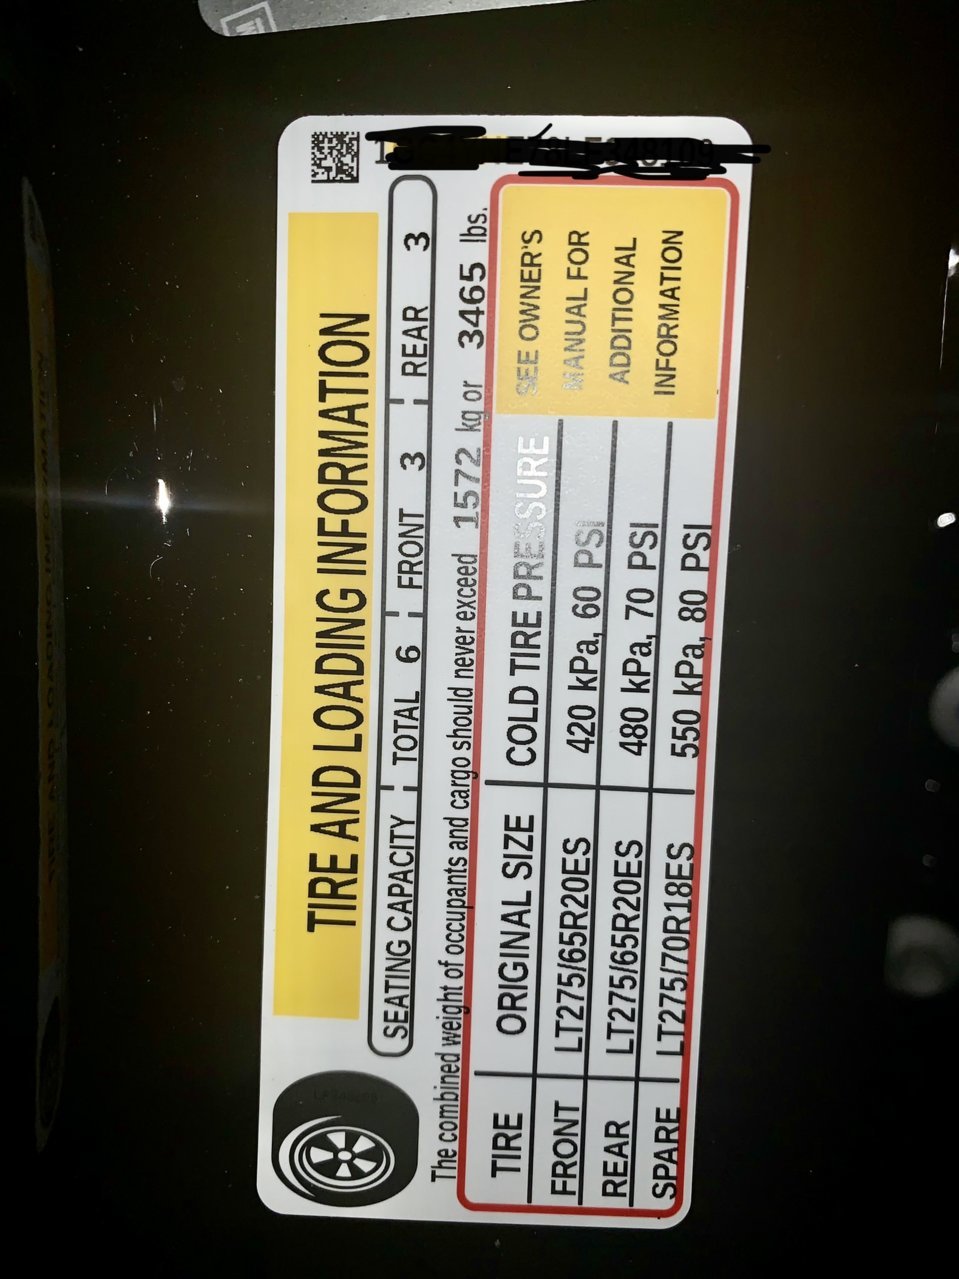 TIRE AND LOADING INFORMATION
SEATING CAPACITY TOTAL 6 FRONT 3 REAR 3
The combined weight of occupants and cargo should never exceed 1572 kg or 3465 lbs.
TIRE ORIGINAL SIZE COLD TIRE PRESSURE
FRONT LT275/65R20ES 420 kPa, 60 PSI
REAR LT275/65R20ES 480 kPa, 70 PSI
SPARE LT275/70R18ES 550 kPa, 80 PSI
SEE OWNER'S
MANUAL FOR
ADDITIONAL
INFORMATION